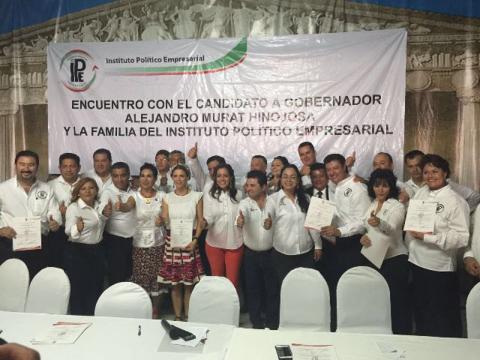 IPE
Instituto Político Empresarial
ENCUENTRO CON EL CANDIDATO A GOBERNADOR
ALEJANDRO MURAT HINOJOSA
Y LA FAMILIA DEL INSTITUTO POLÍTICO EMPRESARIAL